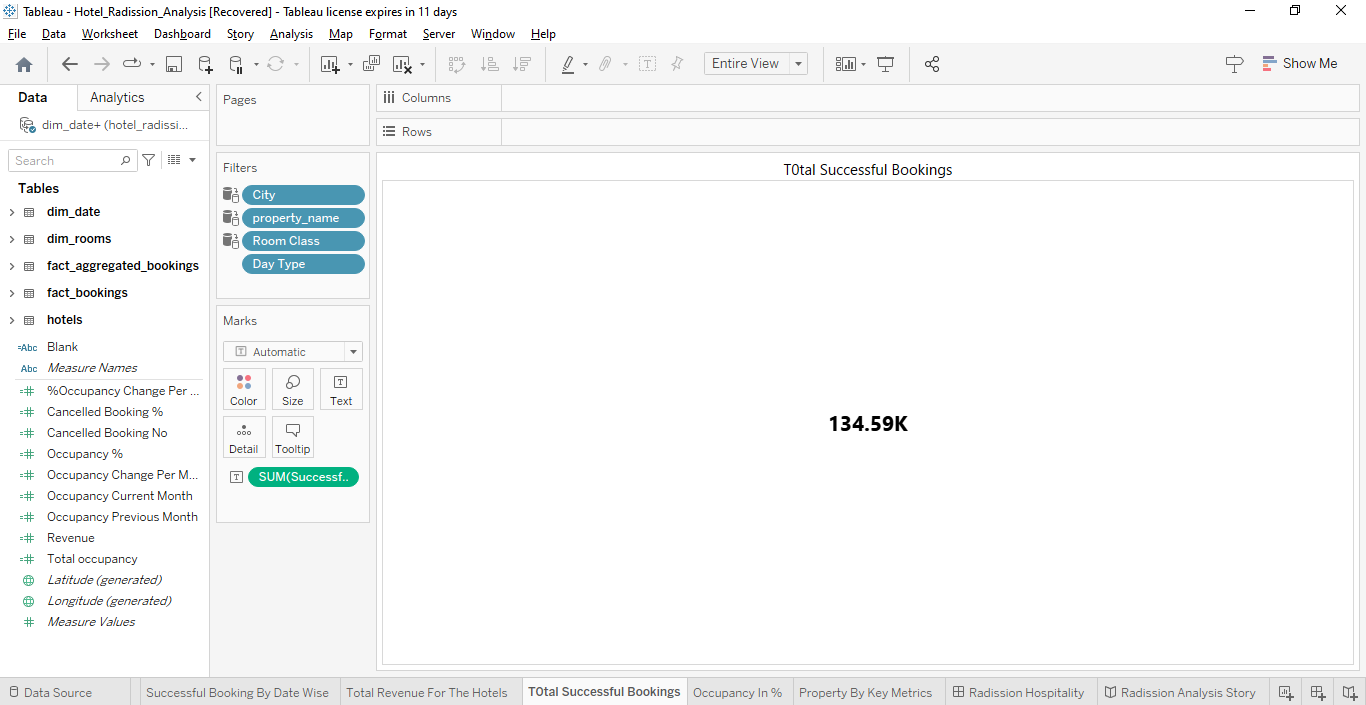 Tableau - Hotel_Radission_Analysis [Recovered] - Tableau license expires in 11 days
File Data Worksheet Dashboard Story Analysis Map Format Server Window Help
Entire View
Show Me
Data Analytics
dim_date+ (hotel_radissi...
Search
Tables
dim_date
dim_rooms
fact_aggregated_bookings
fact_bookings
hotels
=Abc Blank
Abc Measure Names
%Occupancy Change Per ...
Cancelled Booking %
Cancelled Booking No
Occupancy %
Occupancy Change Per M...
Occupancy Current Month
Occupancy Previous Month
Revenue
Total occupancy
Latitude (generated)
Longitude (generated)
Measure Values
Pages
Filters
City
property_name
Room Class
Day Type
Marks
T Automatic
Color Size Text
Detail Tooltip
T SUM(Successf..
Columns
Rows
T0tal Successful Bookings
134.59K
Data Source Successful Booking By Date Wise Total Revenue For The Hotels T0tal Successful Bookings Occupancy In % Property By Key Metrics Radission Hospitality Radission Analysis Story